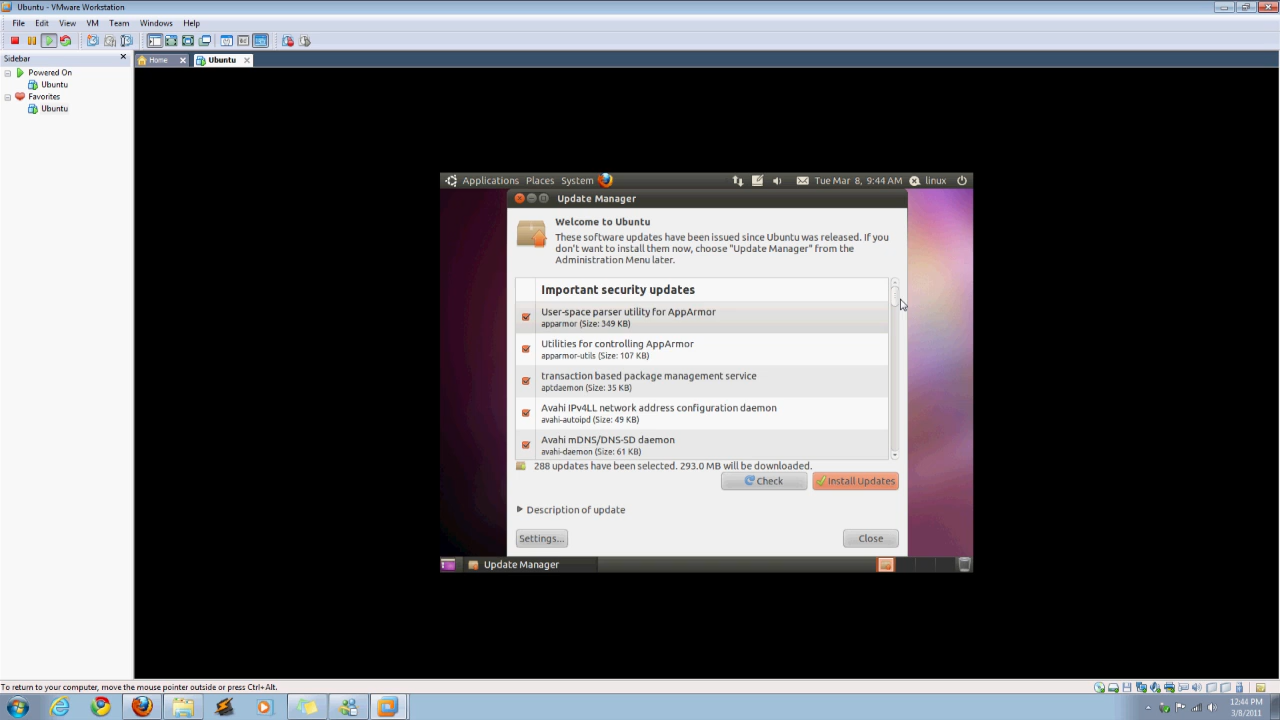 Ubuntu - VMware Workstation
File Edit View VM Team Windows Help
Sidebar
Powered On
Ubuntu
Favorites
Ubuntu
Home
Ubuntu
Applications Places System
Tue Mar 8, 9:44 AM linux
Update Manager
Welcome to Ubuntu
These software updates have been issued since Ubuntu was released. If you
don't want to install them now, choose "Update Manager" from the
Administration Menu later.
Important security updates
User-space parser utility for AppArmor
apparmor (Size: 349 KB)
Utilities for controlling AppArmor
apparmor-utils (Size: 107 KB)
transaction based package management service
aptdaemon (Size: 35 KB)
Avahi IPv4LL network address configuration daemon
avahi-autoipd (Size: 49 KB)
Avahi mDNS/DNS-SD daemon
avahi-daemon (Size: 61 KB)
288 updates have been selected. 293.0 MB will be downloaded.
Check
Install Updates
Description of update
Settings...
Close
Update Manager
To return to your computer, move the mouse pointer outside or press Ctrl+Alt.
12:44 PM
3/8/2011